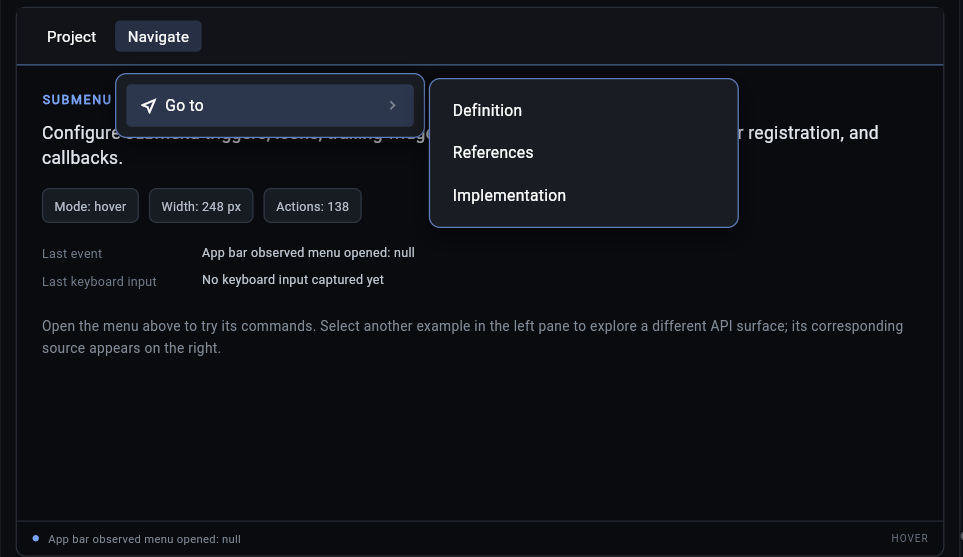 Project Navigate
SUBMENU
Go to
Definition
References
Implementation
Configure registration, and
callbacks.
Mode: hover Width: 248 px Actions: 138
Last event App bar observed menu opened: null
Last keyboard input No keyboard input captured yet
Open the menu above to try its commands. Select another example in the left pane to explore a different API surface; its corresponding
source appears on the right.
App bar observed menu opened: null HOVER